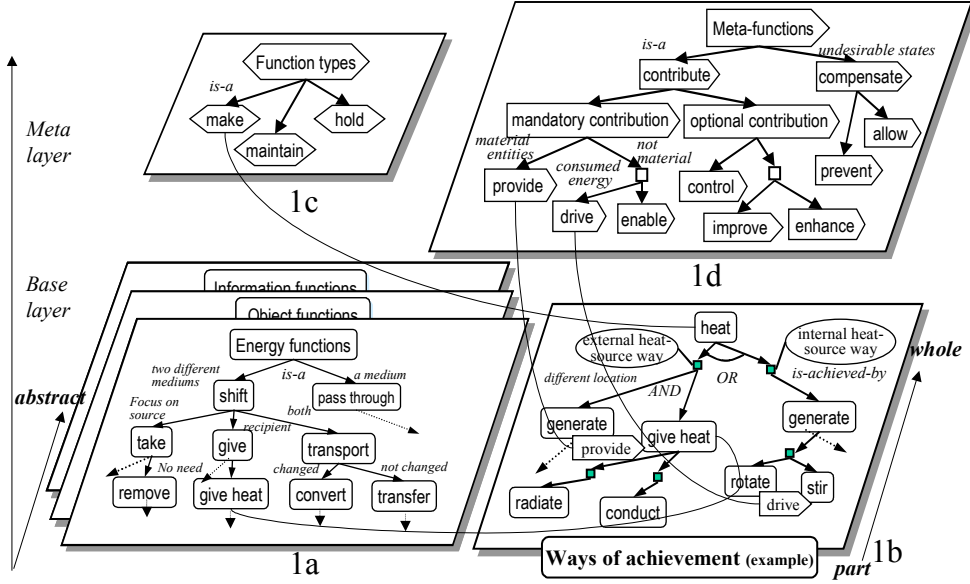 Meta
layer
Base
layer
abstract
Function types
is-a
make
hold
maintain
1c
Meta-functions
is-a
undesirable states
contribute
compensate
mandatory contribution
optional contribution
allow
material
entities
not
material
consumed
energy
prevent
provide
control
drive
enable
improve
enhance
1d
Information functions
Object functions
Energy functions
two different
mediums
is-a
a medium
shift
pass through
Focus on
source
recipient
both
take
give
transport
No need
changed
not changed
remove
give heat
convert
transfer
1a
heat
external heat-
source way
internal heat-
source way
whole
different location
AND
OR
is-achieved-by
generate
generate
provide
give heat
radiate
conduct
rotate
stir
drive
Ways of achievement (example)
1b
part